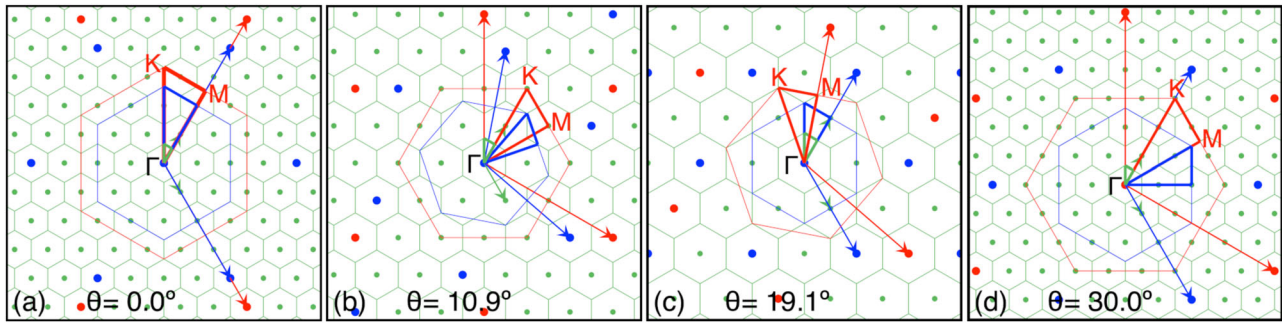 K
M
Γ
(a) θ= 0.0º
K
M
Γ
(b) θ= 10.9º
K
M
Γ
(c) θ= 19.1º
K
M
Γ
(d) θ= 30.0º